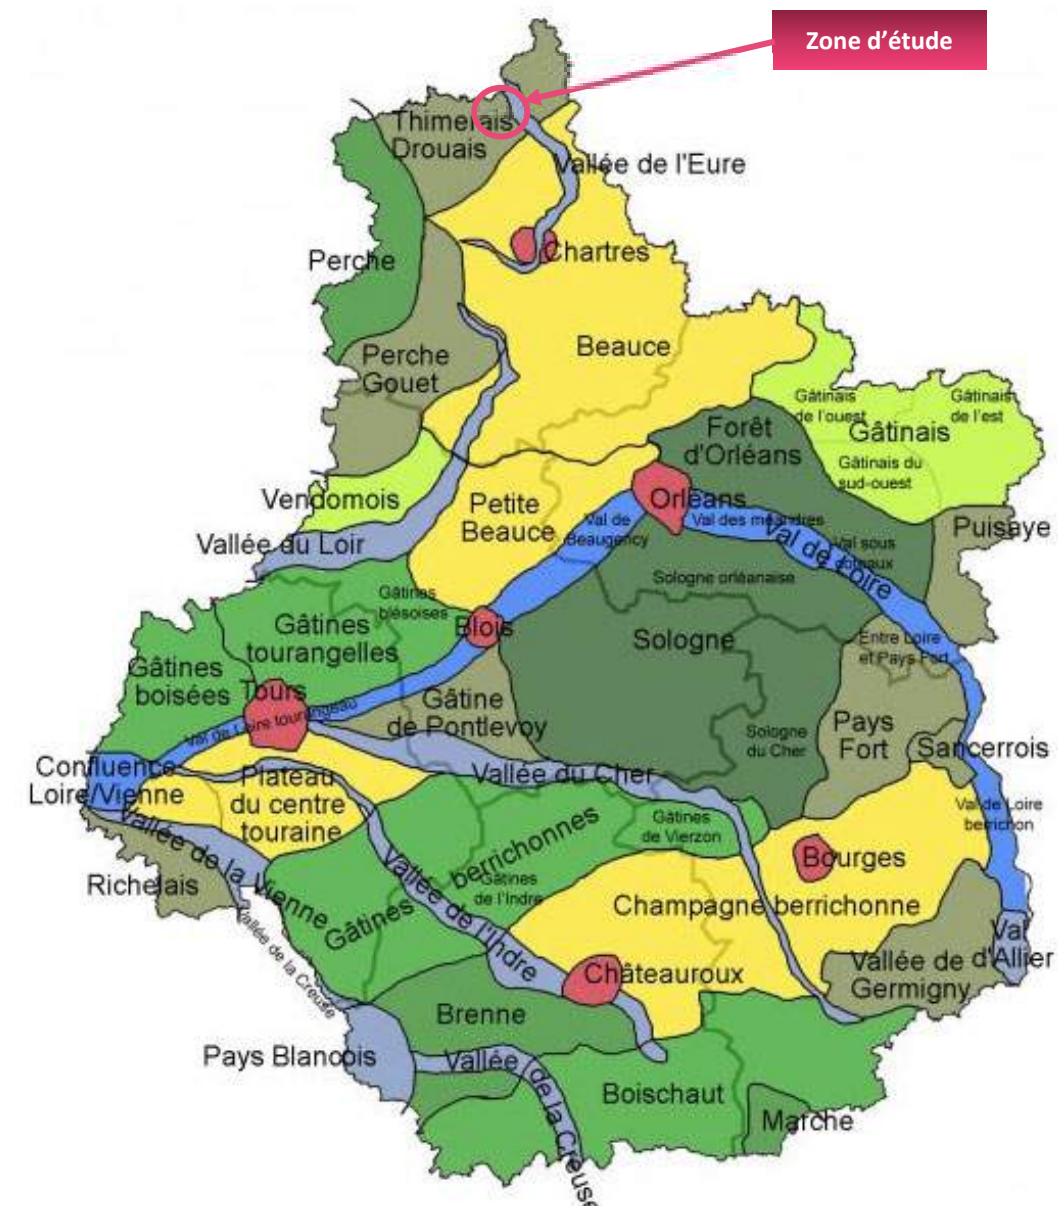 Zone d'étude
Thimerais
Drouais
Vallée de l'Eure
Chartres
Perche
Beauce
Perche
Gouet
Gâtinais
de l'ouest
Gâtinais
de l'est
Forêt
d'Orléans
Gâtinais
Gâtinais du
sud-ouest
Vendomois
Petite
Beauce
Orléans
Val de
Beaugency
Val des méandres
Puisaye
Vallée du Loir
Val de Loire
Val sous
coteaux
Sologne orléanaise
Gâtines
blésoises
Gâtines
tourangelles
Blois
Sologne
Entre Loire
et Pays Fort
Gâtines
boisées
Tours
Gâtine
de Pontlevoy
Val de Loire tourangeau
Pays
Fort
Sologne
du Cher
Sancerrois
Confluence
Loire/Vienne
Plateau
du centre
touraine
Vallée du Cher
Val de Loire
berrichon
Gâtines
de Vierzon
Vallée de la Vienne
Bourges
Richelais
Gâtines berrichonnes
Gâtines
de l'Indre
Vallée de l'Indre
Champagne berrichonne
Vallée de la Creuse
Val
d'Allier
Vallée de
Germigny
Châteauroux
Brenne
Pays Blancois
Vallée de la Creuse
Boischaut
Marche